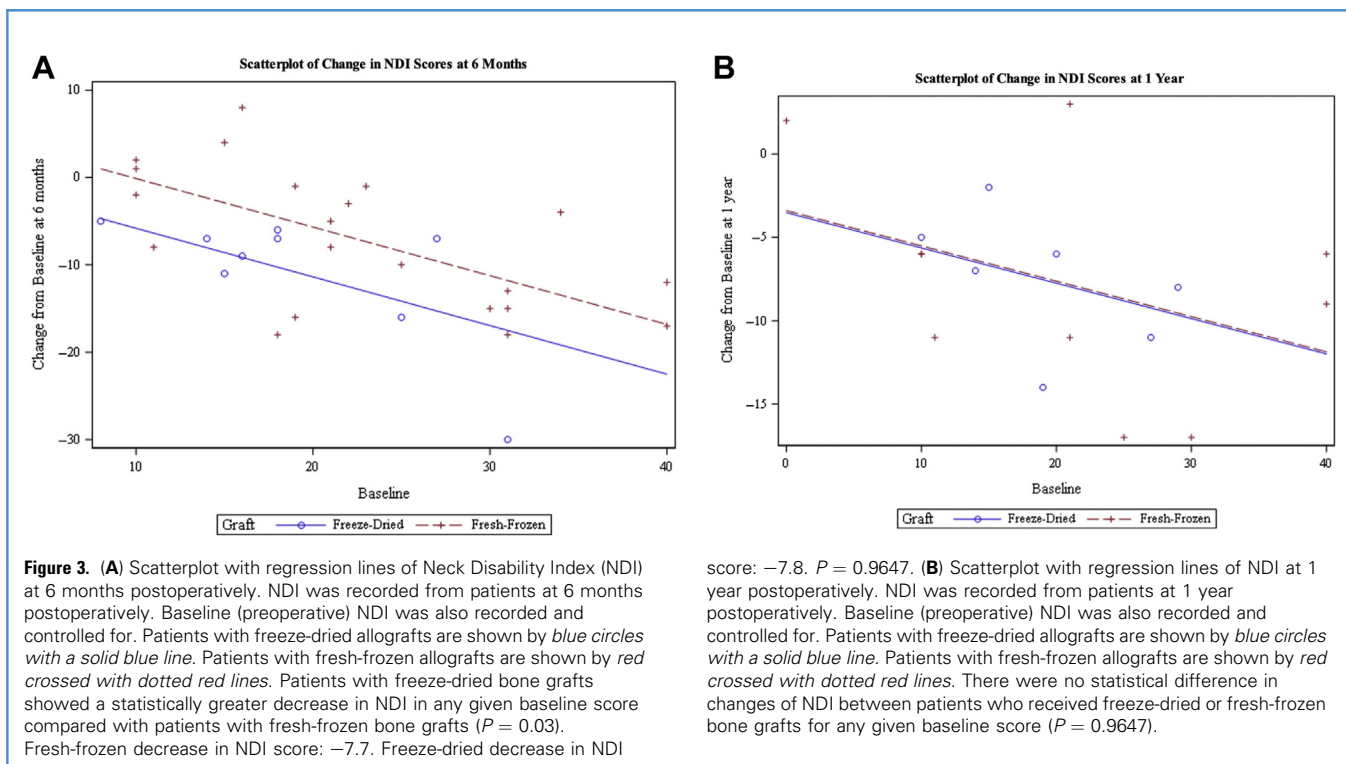 A
Scatterplot of Change in NDI Scores at 6 Months
Change from Baseline at 6 months
10
0
−10
−20
−30
10
20
30
40
Baseline
Graft Freeze-Dried Fresh-Frozen
B
Scatterplot of Change in NDI Scores at 1 Year
Change from Baseline at 1 year
0
−5
−10
−15
0
10
20
30
40
Baseline
Graft Freeze-Dried Fresh-Frozen
Figure 3. (A) Scatterplot with regression lines of Neck Disability Index (NDI)
at 6 months postoperatively. NDI was recorded from patients at 6 months
postoperatively. Baseline (preoperative) NDI was also recorded and
controlled for. Patients with freeze-dried allografts are shown by blue circles
with a solid blue line. Patients with fresh-frozen allografts are shown by red
crossed with dotted red lines. Patients with freeze-dried bone grafts
showed a statistically greater decrease in NDI in any given baseline score
compared with patients with fresh-frozen bone grafts (P = 0.03).
Fresh-frozen decrease in NDI score: −7.7. Freeze-dried decrease in NDI
score: −7.8. P = 0.9647. (B) Scatterplot with regression lines of NDI at 1
year postoperatively. NDI was recorded from patients at 1 year
postoperatively. Baseline (preoperative) NDI was also recorded and
controlled for. Patients with freeze-dried allografts are shown by blue circles
with a solid blue line. Patients with fresh-frozen allografts are shown by red
crossed with dotted red lines. There were no statistical difference in
changes of NDI between patients who received freeze-dried or fresh-frozen
bone grafts for any given baseline score (P = 0.9647).